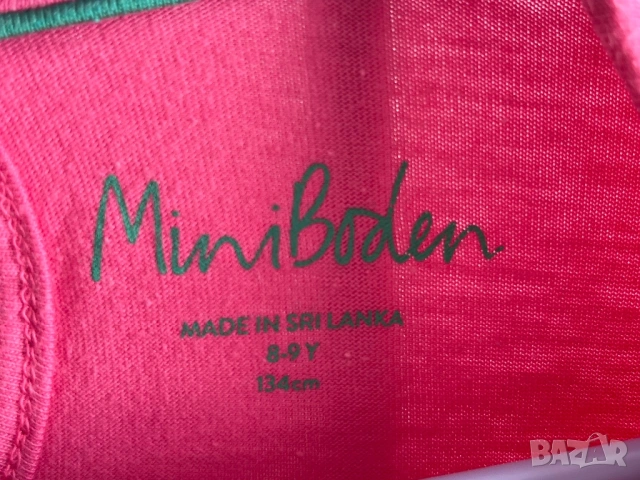 MiniBoden
MADE IN SRI LANKA
8-9 Y
134cm
BAZAR